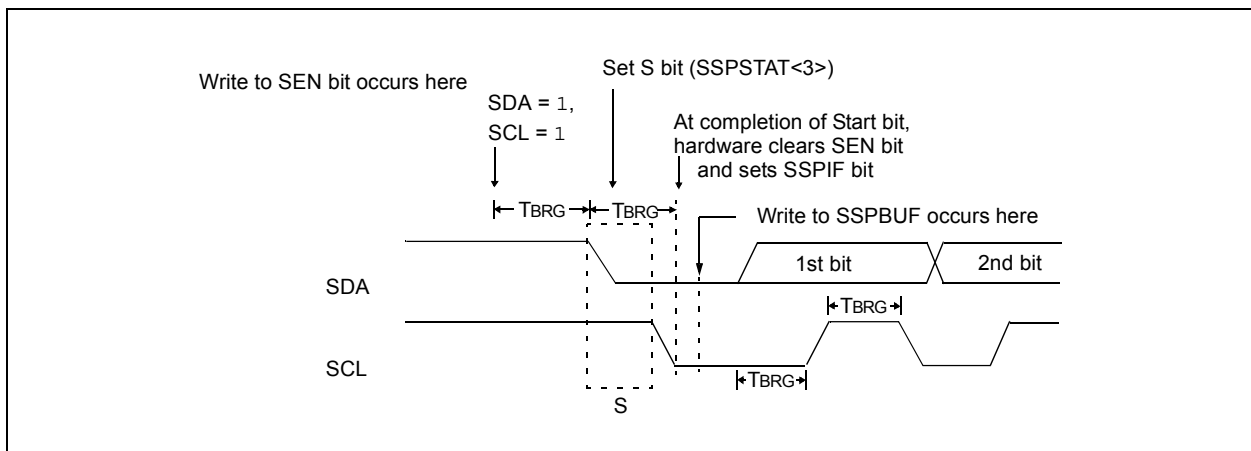 Write to SEN bit occurs here
Set S bit (SSPSTAT<3>)
SDA = 1,
SCL = 1
At completion of Start bit,
hardware clears SEN bit
and sets SSPIF bit
TBRG
TBRG
Write to SSPBUF occurs here
SDA
1st bit
2nd bit
TBRG
SCL
TBRG
S